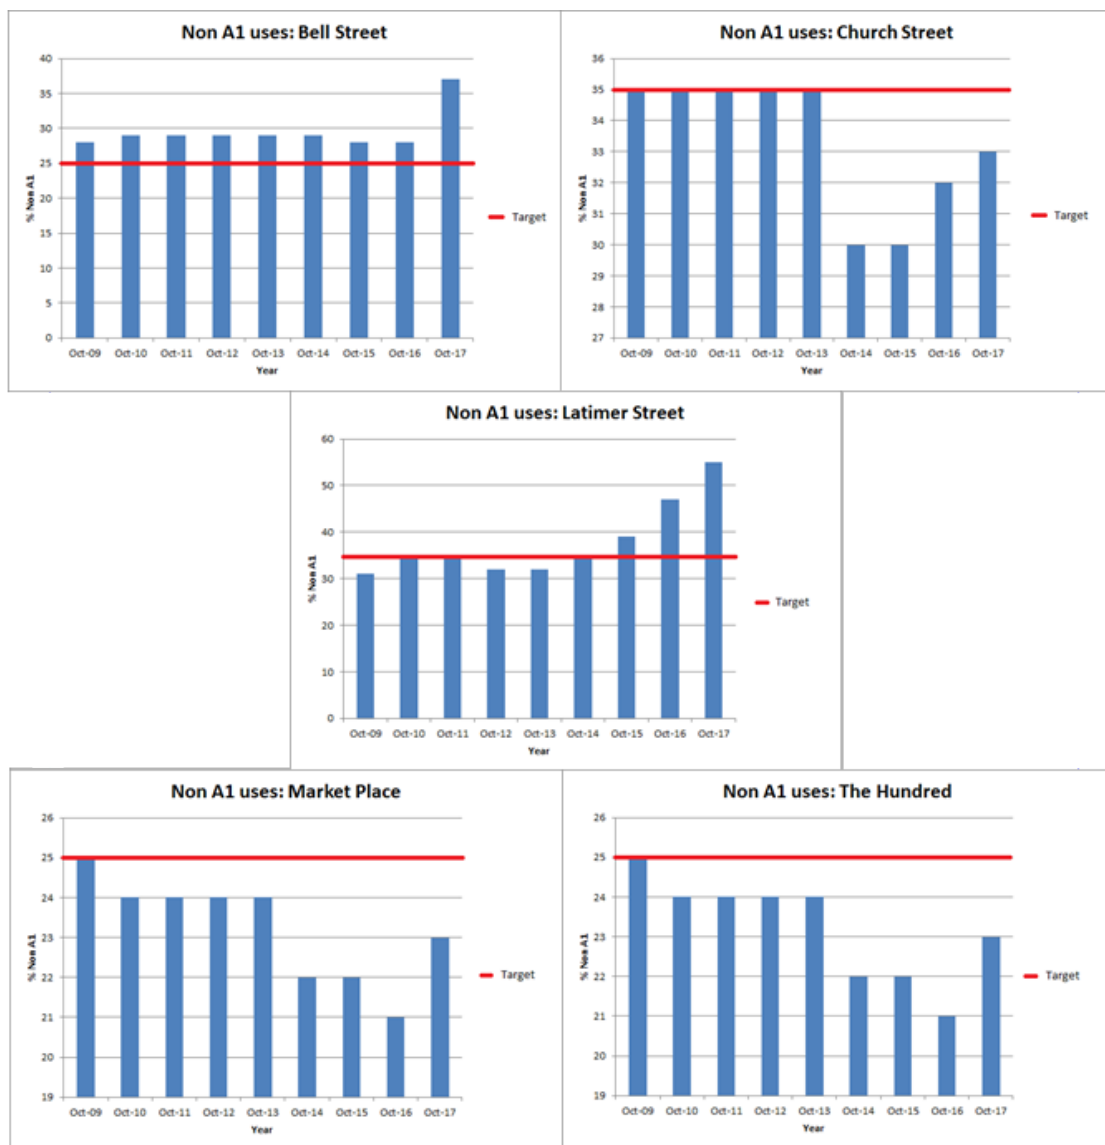 Non A1 uses: Bell Street
40
35
30
25
20
15
10
5
0
% Non A1
Target
Oct-09 Oct-10 Oct-11 Oct-12 Oct-13 Oct-14 Oct-15 Oct-16 Oct-17
Year
Non A1 uses: Church Street
36
35
34
33
32
31
30
29
28
27
% Non A1
Target
Oct-09 Oct-10 Oct-11 Oct-12 Oct-13 Oct-14 Oct-15 Oct-16 Oct-17
Year
Non A1 uses: Latimer Street
60
50
40
30
20
10
0
% Non A1
Target
Oct-09 Oct-10 Oct-11 Oct-12 Oct-13 Oct-14 Oct-15 Oct-16 Oct-17
Year
Non A1 uses: Market Place
26
25
24
23
22
21
20
19
% Non A1
Target
Oct-09 Oct-10 Oct-11 Oct-12 Oct-13 Oct-14 Oct-15 Oct-16 Oct-17
Year
Non A1 uses: The Hundred
26
25
24
23
22
21
20
19
% Non A1
Target
Oct-09 Oct-10 Oct-11 Oct-12 Oct-13 Oct-14 Oct-15 Oct-16 Oct-17
Year